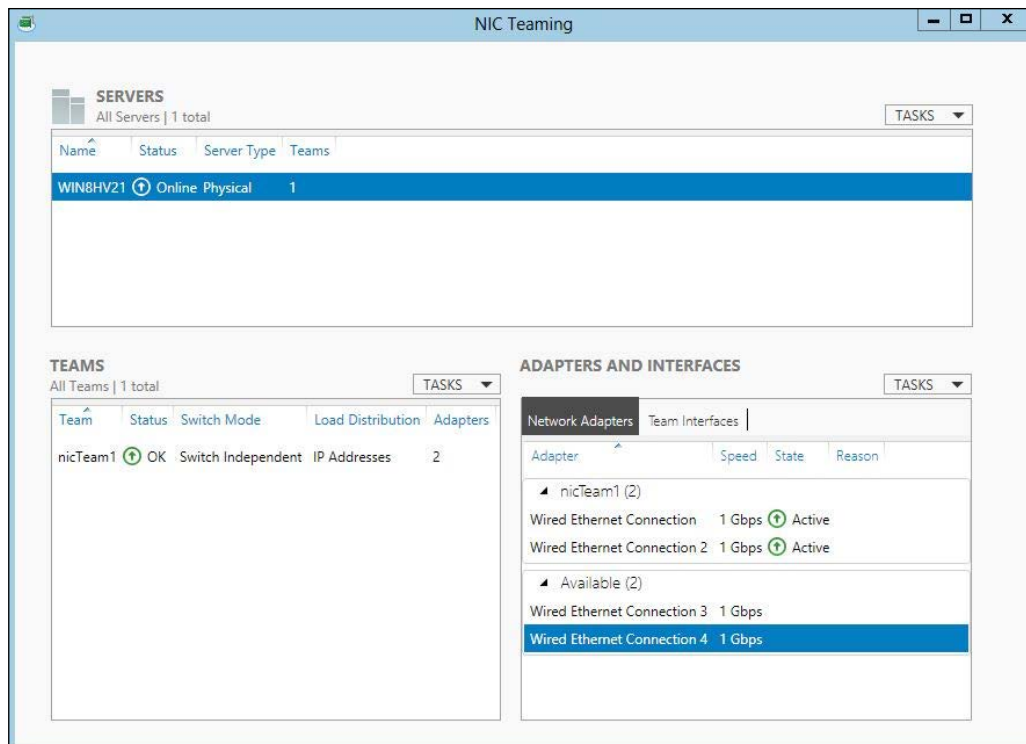 NIC Teaming
SERVERS
All Servers | 1 total
TASKS
Name Status Server Type Teams
WIN8HV21 Online Physical 1
TEAMS
All Teams | 1 total
TASKS
Team Status Switch Mode Load Distribution Adapters
nicTeam1 OK Switch Independent IP Addresses 2
ADAPTERS AND INTERFACES
TASKS
Network Adapters Team Interfaces
Adapter Speed State Reason
nicTeam1 (2)
Wired Ethernet Connection 1 Gbps Active
Wired Ethernet Connection 2 1 Gbps Active
Available (2)
Wired Ethernet Connection 3 1 Gbps
Wired Ethernet Connection 4 1 Gbps